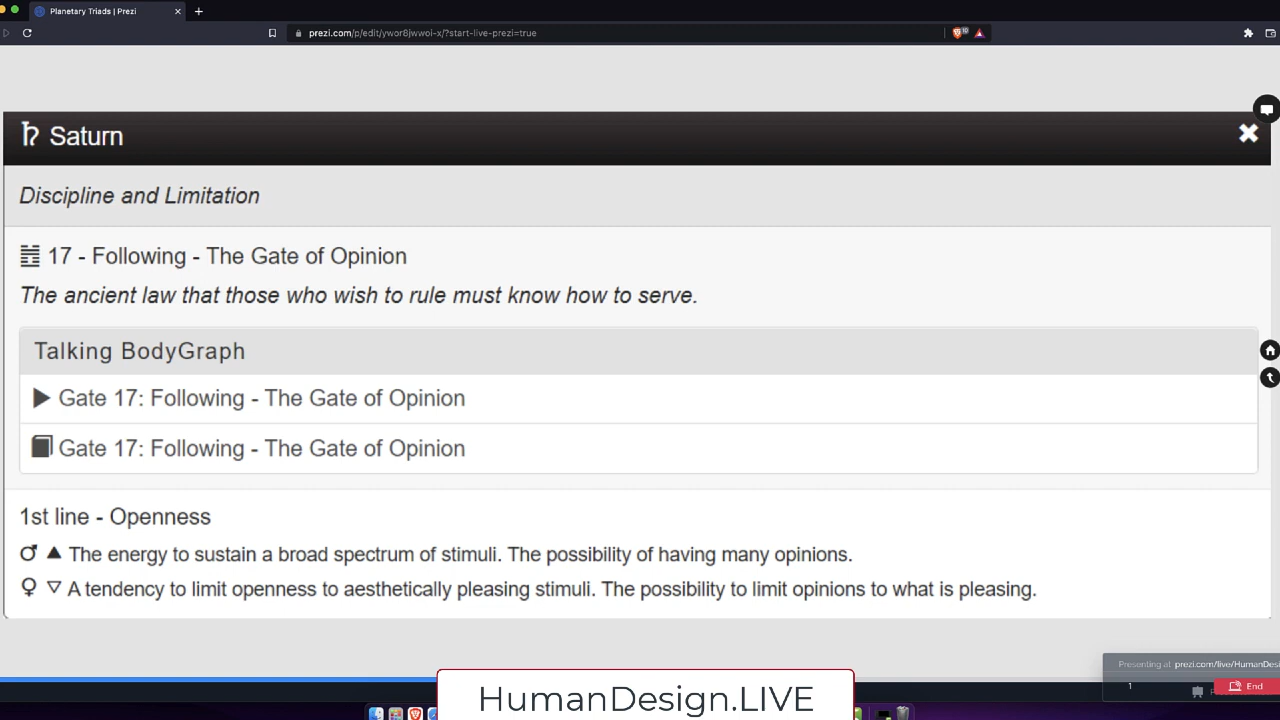 Planetary Triads | Prezi
prezi.com/p/edit/ywor8jwwoi-x/?start-live-prezi=true
♄ Saturn
Discipline and Limitation
17 - Following - The Gate of Opinion
The ancient law that those who wish to rule must know how to serve.
Talking BodyGraph
Gate 17: Following - The Gate of Opinion
Gate 17: Following - The Gate of Opinion
1st line - Openness
♂ ▲ The energy to sustain a broad spectrum of stimuli. The possibility of having many opinions.
♀ ▽ A tendency to limit openness to aesthetically pleasing stimuli. The possibility to limit opinions to what is pleasing.
Presenting at prezi.com/live/HumanDesi
1
End
HumanDesign.LIVE